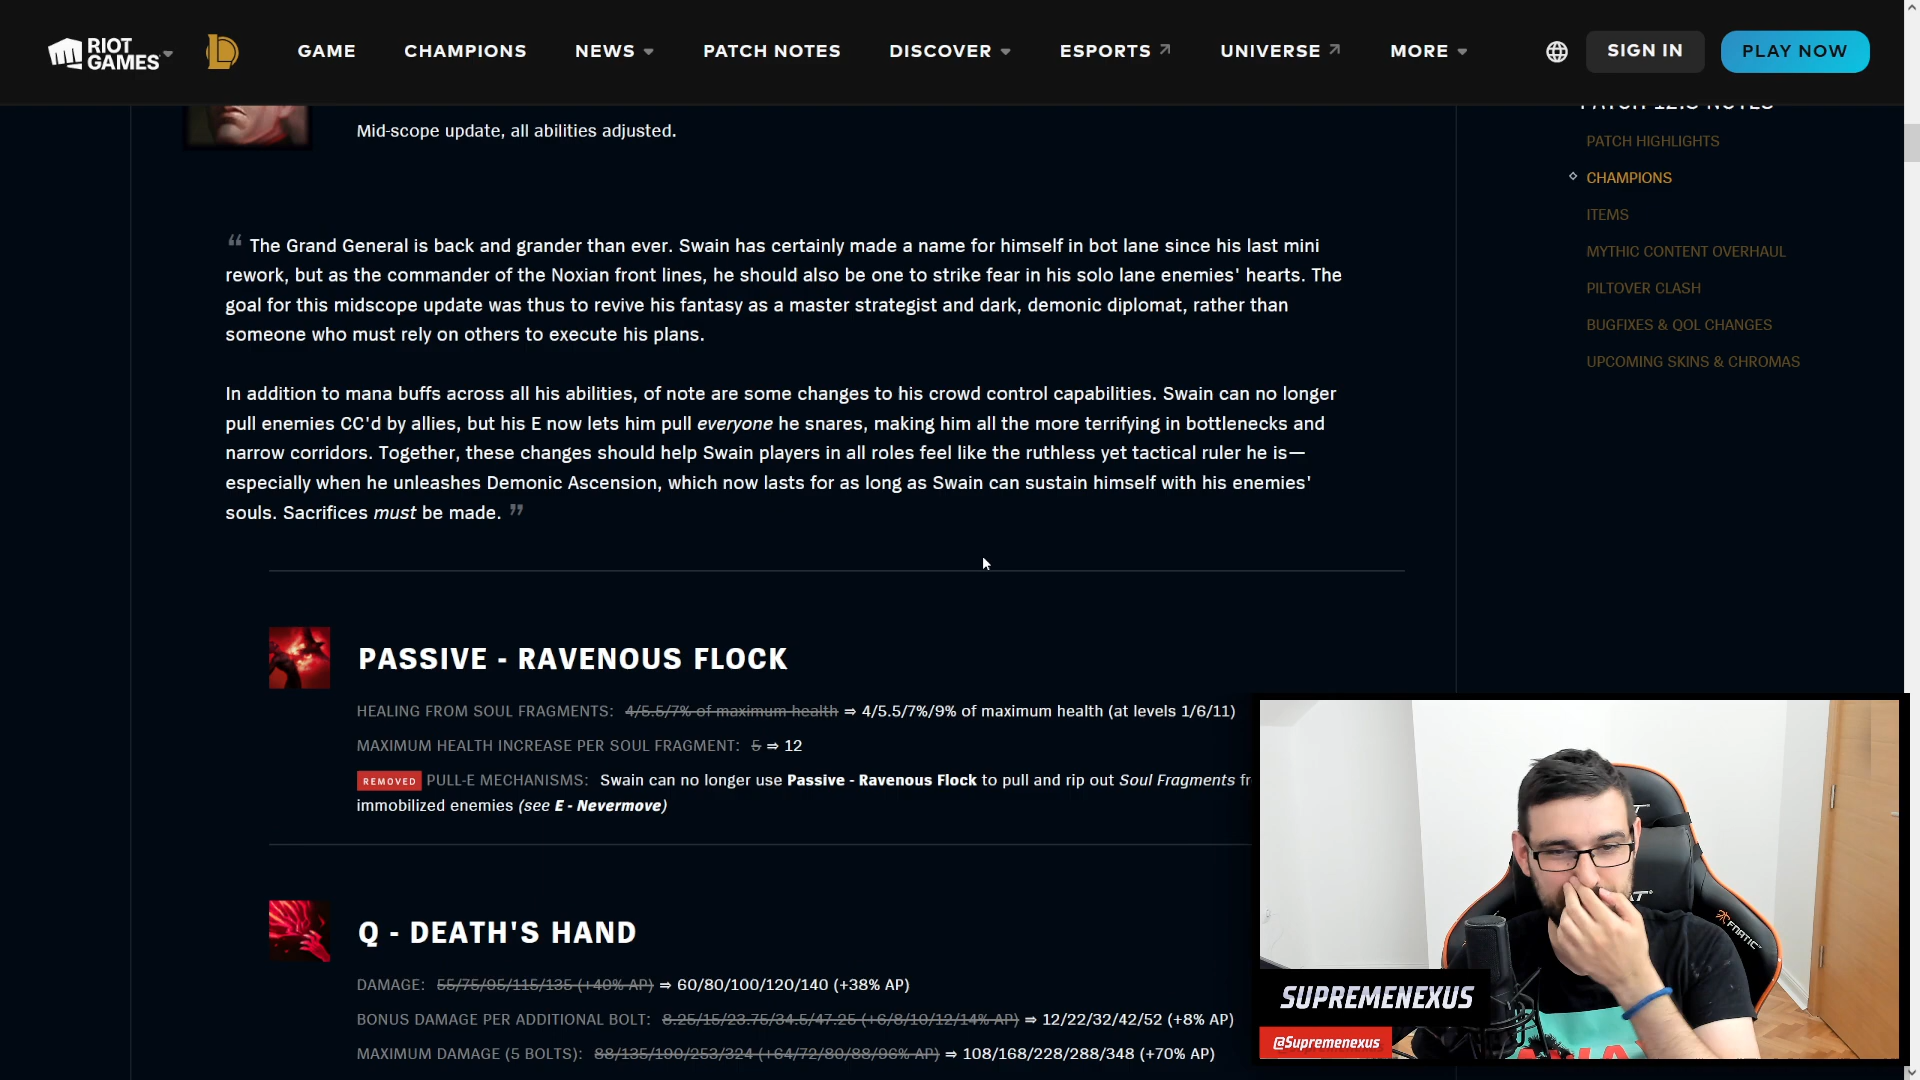 RIOT GAMES
GAME
CHAMPIONS
NEWS
PATCH NOTES
DISCOVER
ESPORTS
UNIVERSE
MORE
SIGN IN
PLAY NOW
Mid-scope update, all abilities adjusted.
“ The Grand General is back and grander than ever. Swain has certainly made a name for himself in bot lane since his last mini
rework, but as the commander of the Noxian front lines, he should also be one to strike fear in his solo lane enemies' hearts. The
goal for this midscope update was thus to revive his fantasy as a master strategist and dark, demonic diplomat, rather than
someone who must rely on others to execute his plans.
In addition to mana buffs across all his abilities, of note are some changes to his crowd control capabilities. Swain can no longer
pull enemies CC'd by allies, but his E now lets him pull everyone he snares, making him all the more terrifying in bottlenecks and
narrow corridors. Together, these changes should help Swain players in all roles feel like the ruthless yet tactical ruler he is—
especially when he unleashes Demonic Ascension, which now lasts for as long as Swain can sustain himself with his enemies'
souls. Sacrifices must be made. ”
PASSIVE - RAVENOUS FLOCK
HEALING FROM SOUL FRAGMENTS: 4/5.5/7% of maximum health ⇒ 4/5.5/7%/9% of maximum health (at levels 1/6/11)
MAXIMUM HEALTH INCREASE PER SOUL FRAGMENT: 5 ⇒ 12
REMOVED PULL-E MECHANISMS: Swain can no longer use Passive - Ravenous Flock to pull and rip out Soul Fragments
immobilized enemies (see E - Nevermove)
Q - DEATH'S HAND
DAMAGE: 55/75/95/115/135 (+40% AP) ⇒ 60/80/100/120/140 (+38% AP)
BONUS DAMAGE PER ADDITIONAL BOLT: 8.25/15/23.75/34.5/47.25 (+6/8/10/12/14% AP) ⇒ 12/22/32/42/52 (+8% AP)
MAXIMUM DAMAGE (5 BOLTS): 88/135/190/253/324 (+64/72/80/88/96% AP) ⇒ 108/168/228/288/348 (+70% AP)
PATCH HIGHLIGHTS
CHAMPIONS
ITEMS
MYTHIC CONTENT OVERHAUL
PILTOVER CLASH
BUGFIXES & QOL CHANGES
UPCOMING SKINS & CHROMAS
FNATIC
SUPREMENEXUS
@Supremenexus